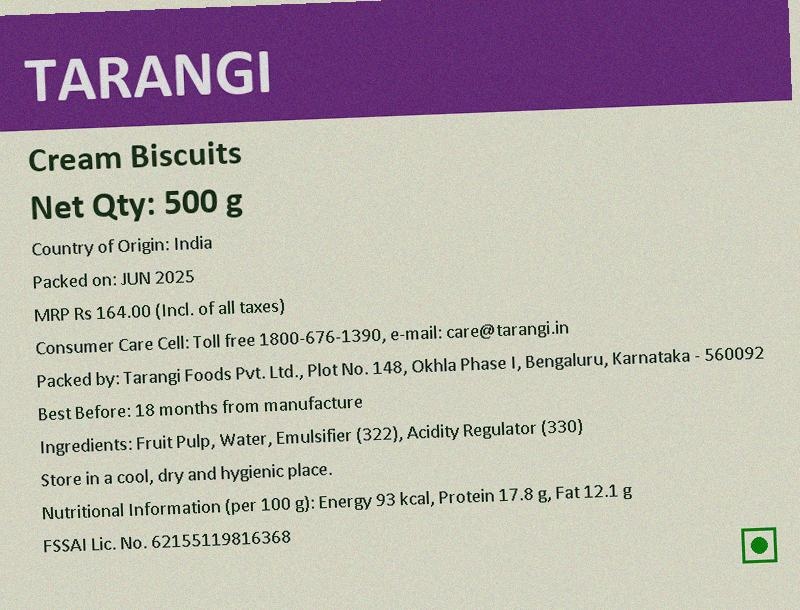 TARANGI
Cream Biscuits
Net Qty: 500 g
Country of Origin: India
Packed on: JUN 2025
MRP Rs 164.00 (Incl. of all taxes)
Consumer Care Cell: Toll free 1800-676-1390, e-mail: care@tarangi.in
Packed by: Tarangi Foods Pvt. Ltd., Plot No. 148, Okhla Phase I, Bengaluru, Karnataka - 560092
Best Before: 18 months from manufacture
Ingredients: Fruit Pulp, Water, Emulsifier (322), Acidity Regulator (330)
Store in a cool, dry and hygienic place.
Nutritional Information (per 100 g): Energy 93 kcal, Protein 17.8 g, Fat 12.1 g
FSSAI Lic. No. 62155119816368